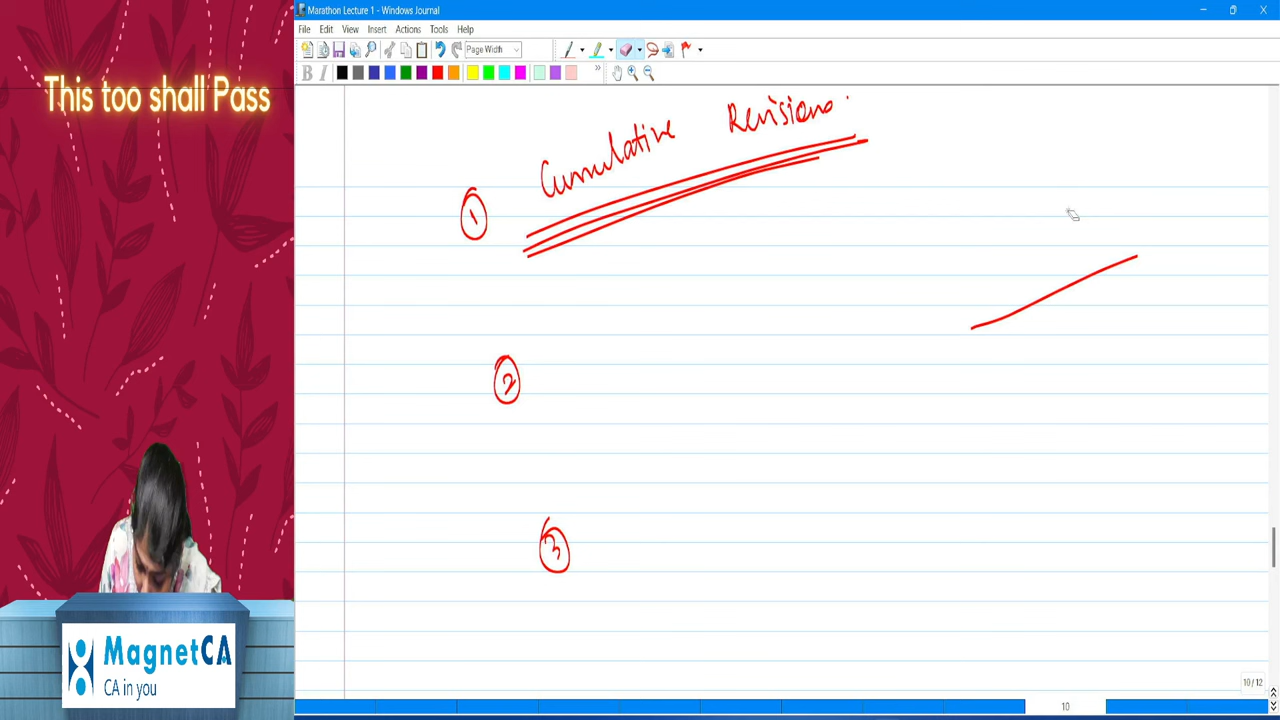 This too shall Pass
Marathon Lecture 1 - Windows Journal
File Edit View Insert Actions Tools Help
Page Width
B I
Cumulative Revisions
1
2
3
MagnetCA
CA in you
10/12
10